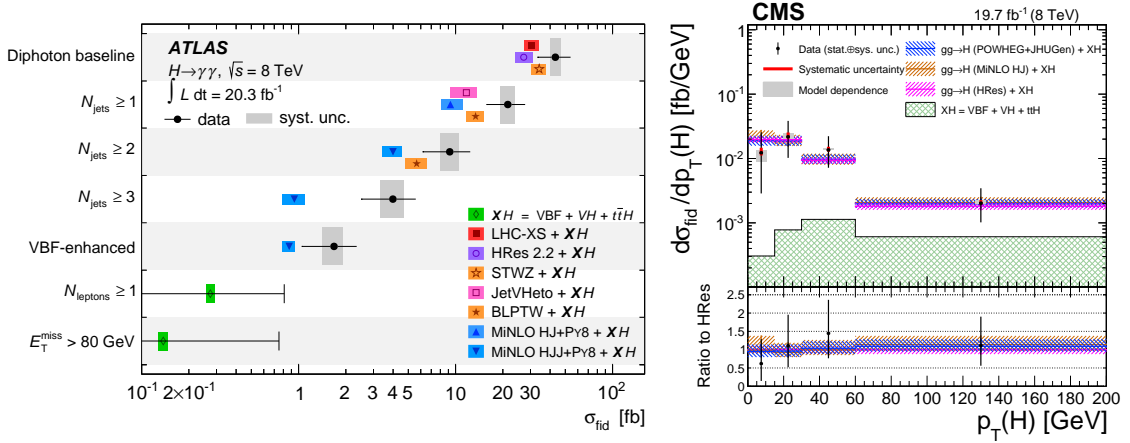 ATLAS
H→γγ, √s = 8 TeV
∫ L dt = 20.3 fb⁻¹
data syst. unc.
Diphoton baseline
N_jets ≥ 1
N_jets ≥ 2
N_jets ≥ 3
VBF-enhanced
N_leptons ≥ 1
E_T^miss > 80 GeV
XH = VBF + VH + tt̄H
LHC-XS + XH
HRes 2.2 + XH
STWZ + XH
JetVHeto + XH
BLPTW + XH
MiNLO HJ+PY8 + XH
MiNLO HJJ+PY8 + XH
10⁻¹ 2×10⁻¹ 1 2 3 4 5 10 20 30 10²
σ_fid [fb]
CMS 19.7 fb⁻¹ (8 TeV)
Data (stat.⊕sys. unc.)
Systematic uncertainty
Model dependence
gg→H (POWHEG+JHUGen) + XH
gg→H (MiNLO HJ) + XH
gg→H (HRes) + XH
XH = VBF + VH + ttH
dσ_fid/dp_T(H) [fb/GeV]
1
10⁻¹
10⁻²
10⁻³
Ratio to HRes
2.5
2
1.5
1
0.5
0
0 20 40 60 80 100 120 140 160 180 200
p_T(H) [GeV]